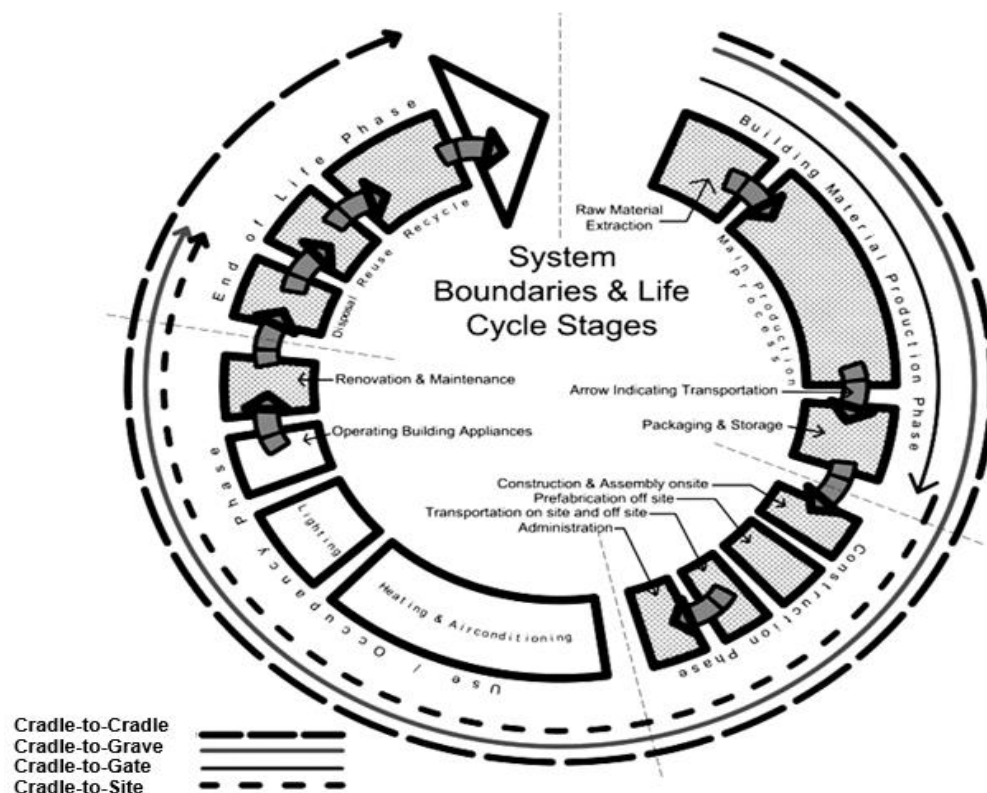 System
Boundaries & Life
Cycle Stages
Building Material Production Phase
Raw Material
Extraction
Main Production
Process
Arrow Indicating Transportation
Packaging & Storage
Construction & Assembly onsite
Prefabrication off site
Transportation on site and off site
Administration
Construction Phase
Heating & Airconditioning
Lighting
Use / Occupancy Phase
Operating Building Appliances
Renovation & Maintenance
Disposal Reuse Recycle
End of Life Phase
Cradle-to-Cradle
Cradle-to-Grave
Cradle-to-Gate
Cradle-to-Site